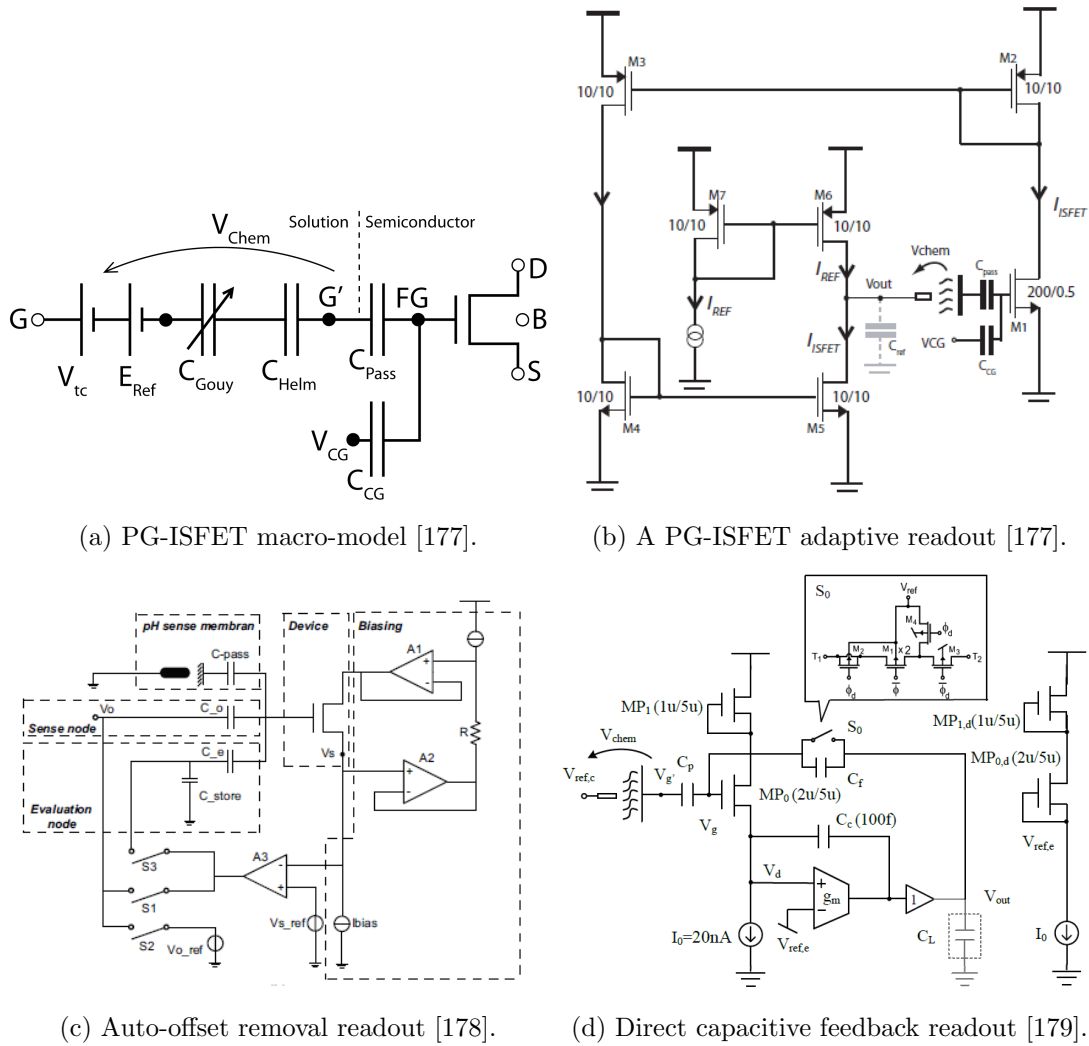 V_Chem
Solution
Semiconductor
G
V_tc
E_Ref
C_Gouy
C_Helm
G'
C_Pass
FG
D
B
S
V_CG
C_CG
(a) PG-ISFET macro-model [177].
M3
10/10
M2
10/10
M7
10/10
M6
10/10
I_ISFET
I_REF
I_REF
Vout
Vchem
C_pass
200/0.5
M1
I_ISFET
C_ref
VCG
C_CG
10/10
M4
10/10
M5
(b) A PG-ISFET adaptive readout [177].
pH sense membran
C-pass
Device
Biasing
A1
+
-
Vo
C_o
Sense node
Vs
R
C_e
A2
+
-
C_store
Evaluation
node
S3
A3
-
+
S1
Vs_ref
Ibias
S2
Vo_ref
(c) Auto-offset removal readout [178].
S_0
V_ref
M_4
ϕ_d
T_1
M_2
M_1
x2
M_3
T_2
ϕ̄_d
ϕ̄
ϕ̄_d
MP_1 (1u/5u)
S_0
MP_1,d(1u/5u)
V_chem
C_f
MP_0,d (2u/5u)
V_ref,c
V_g'
C_p
MP_0 (2u/5u)
V_g
C_c (100f)
V_ref,e
V_d
+
g_m
-
1
V_out
I_0=20nA
V_ref,e
C_L
I_0
(d) Direct capacitive feedback readout [179].